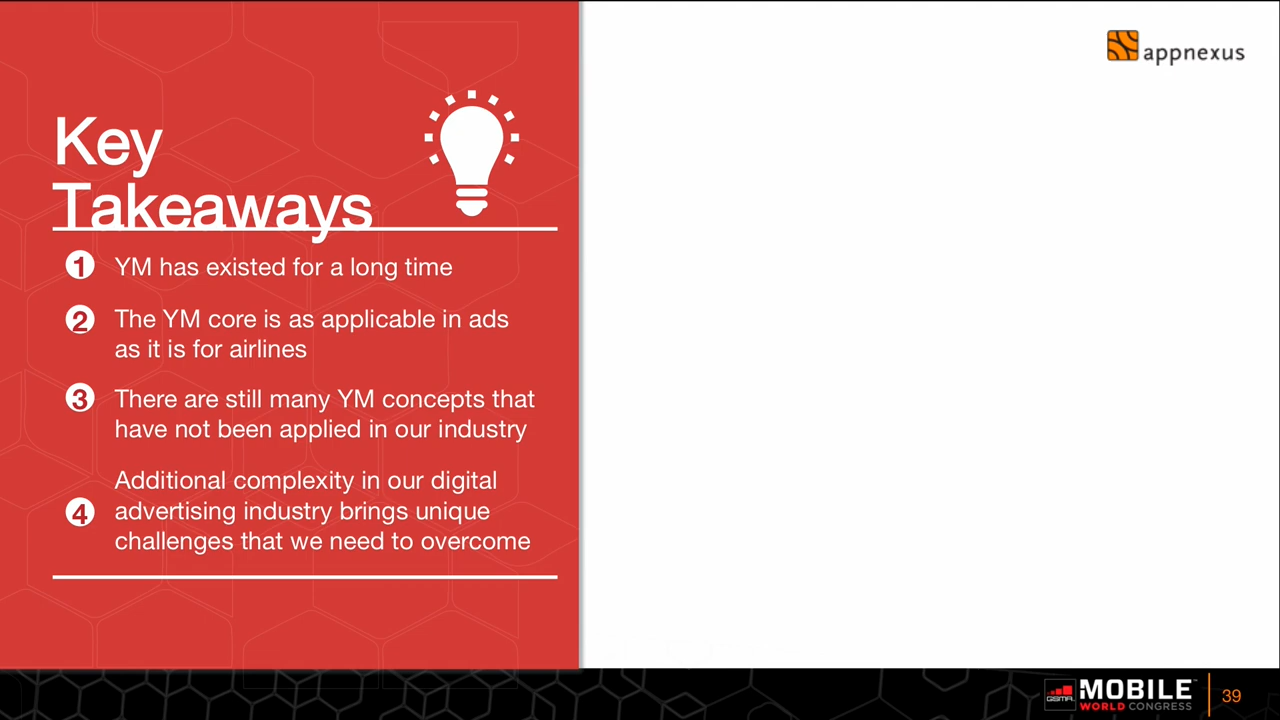 appnexus
Key
Takeaways
1 YM has existed for a long time
2 The YM core is as applicable in ads
as it is for airlines
3 There are still many YM concepts that
have not been applied in our industry
4 Additional complexity in our digital
advertising industry brings unique
challenges that we need to overcome
GSMA
MOBILE
WORLD CONGRESS
39